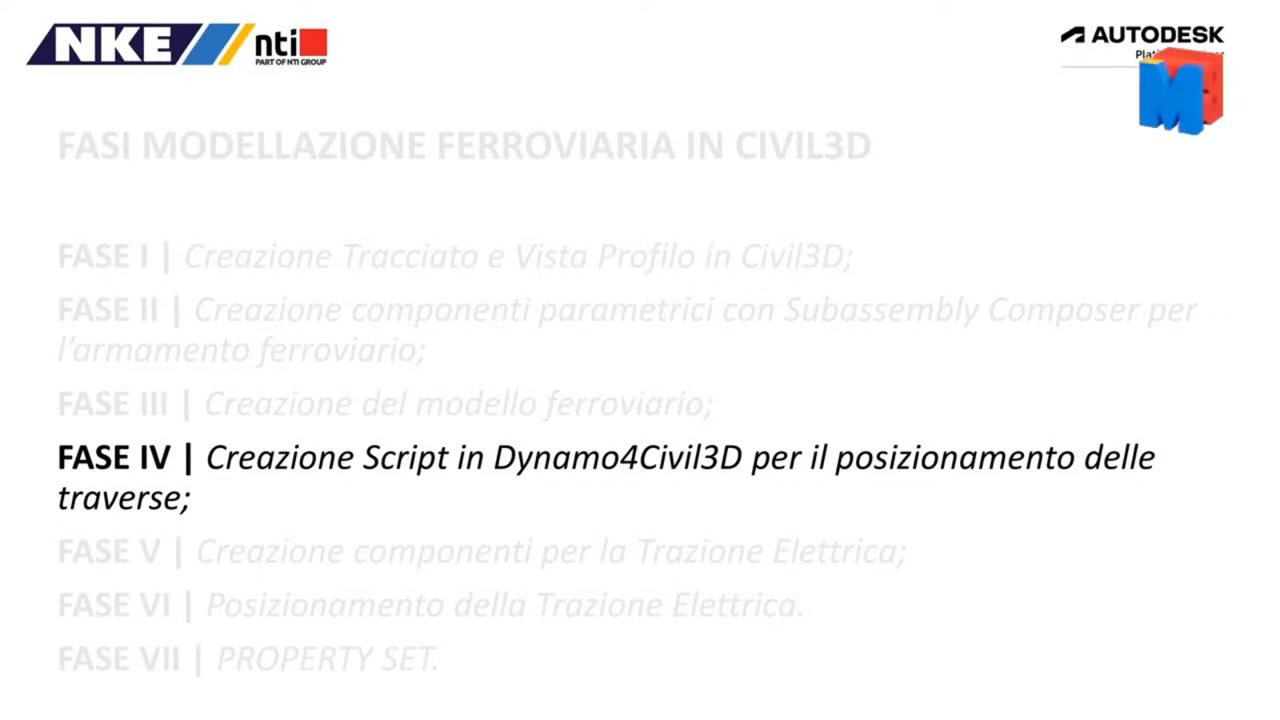 NKE nti
PART OF NTI GROUP
AUTODESK
FASI MODELLAZIONE FERROVIARIA IN CIVIL3D
FASE I | Creazione Tracciato e Vista Profilo in Civil3D;
FASE II | Creazione componenti parametrici con Subassembly Composer per
l’armamento ferroviario;
FASE III | Creazione del modello ferroviario;
FASE IV | Creazione Script in Dynamo4Civil3D per il posizionamento delle
traverse;
FASE V | Creazione componenti per la Trazione Elettrica;
FASE VI | Posizionamento della Trazione Elettrica.
FASE VII | PROPERTY SET.